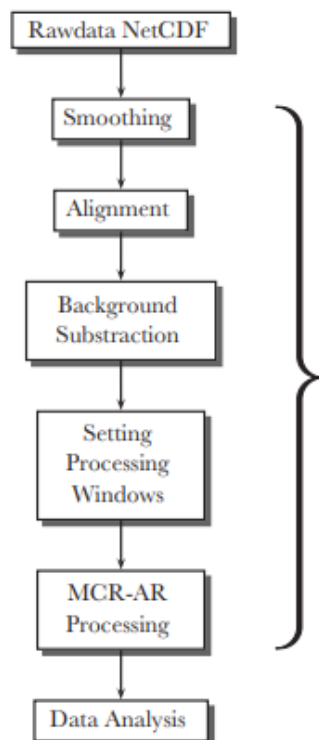 Rawdata NetCDF
Smoothing
Alignment
Background
Substraction
Setting
Processing
Windows
MCR-AR
Processing
Data Analysis